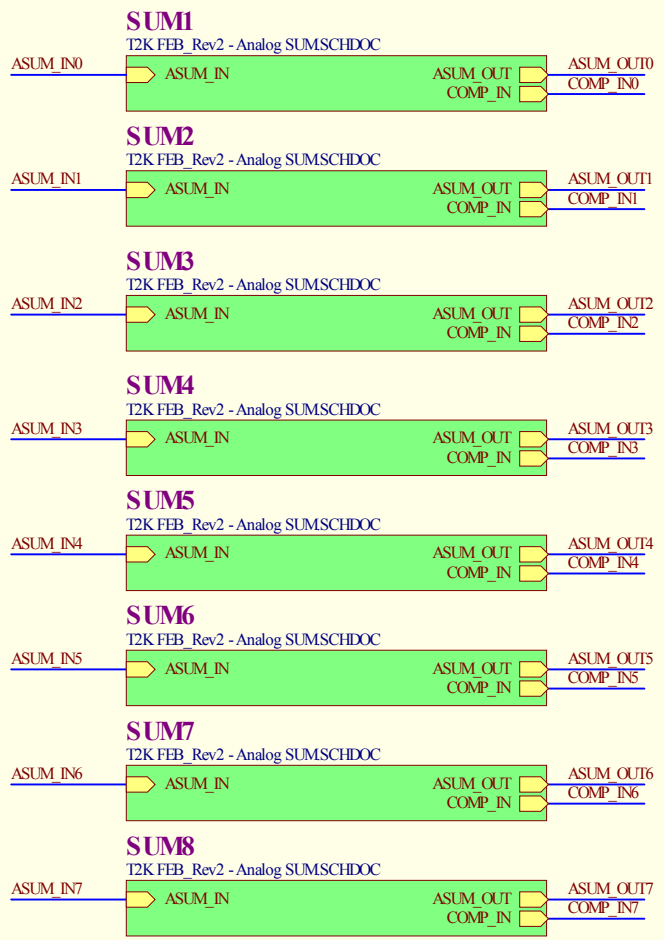 SUM1
T2K FEB_Rev2 - Analog SUM.SCHDOC
ASUM_IN0 ASUM_IN ASUM_OUT ASUM_OUT0
COMP_IN COMP_IN0
SUM2
T2K FEB_Rev2 - Analog SUM.SCHDOC
ASUM_IN1 ASUM_IN ASUM_OUT ASUM_OUT1
COMP_IN COMP_IN1
SUM3
T2K FEB_Rev2 - Analog SUM.SCHDOC
ASUM_IN2 ASUM_IN ASUM_OUT ASUM_OUT2
COMP_IN COMP_IN2
SUM4
T2K FEB_Rev2 - Analog SUM.SCHDOC
ASUM_IN3 ASUM_IN ASUM_OUT ASUM_OUT3
COMP_IN COMP_IN3
SUM5
T2K FEB_Rev2 - Analog SUM.SCHDOC
ASUM_IN4 ASUM_IN ASUM_OUT ASUM_OUT4
COMP_IN COMP_IN4
SUM6
T2K FEB_Rev2 - Analog SUM.SCHDOC
ASUM_IN5 ASUM_IN ASUM_OUT ASUM_OUT5
COMP_IN COMP_IN5
SUM7
T2K FEB_Rev2 - Analog SUM.SCHDOC
ASUM_IN6 ASUM_IN ASUM_OUT ASUM_OUT6
COMP_IN COMP_IN6
SUM8
T2K FEB_Rev2 - Analog SUM.SCHDOC
ASUM_IN7 ASUM_IN ASUM_OUT ASUM_OUT7
COMP_IN COMP_IN7